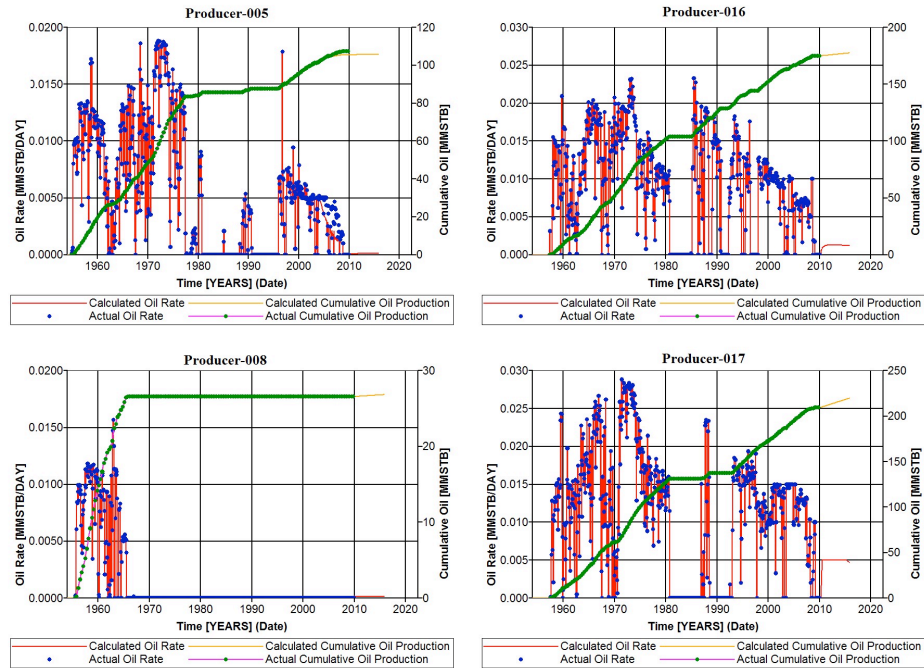 Producer-005
Oil Rate [MMSTB/DAY]
0.0200
0.0150
0.0100
0.0050
0.0000
120
100
80
60
40
20
0
Cumulative Oil [MMSTB]
1960 1970 1980 1990 2000 2010 2020
Time [YEARS] (Date)
Calculated Oil Rate Calculated Cumulative Oil Production
Actual Oil Rate Actual Cumulative Oil Production
Producer-016
Oil Rate [MMSTB/DAY]
0.030
0.025
0.020
0.015
0.010
0.005
0.000
200
150
100
50
0
Cumulative Oil [MMSTB]
1960 1970 1980 1990 2000 2010 2020
Time [YEARS] (Date)
Calculated Oil Rate Calculated Cumulative Oil Production
Actual Oil Rate Actual Cumulative Oil Production
Producer-008
Oil Rate [MMSTB/DAY]
0.0200
0.0150
0.0100
0.0050
0.0000
30
20
10
0
Cumulative Oil [MMSTB]
1960 1970 1980 1990 2000 2010 2020
Time [YEARS] (Date)
Calculated Oil Rate Calculated Cumulative Oil Production
Actual Oil Rate Actual Cumulative Oil Production
Producer-017
Oil Rate [MMSTB/DAY]
0.030
0.025
0.020
0.015
0.010
0.005
0.000
250
200
150
100
50
0
Cumulative Oil [MMSTB]
1960 1970 1980 1990 2000 2010 2020
Time [YEARS] (Date)
Calculated Oil Rate Calculated Cumulative Oil Production
Actual Oil Rate Actual Cumulative Oil Production